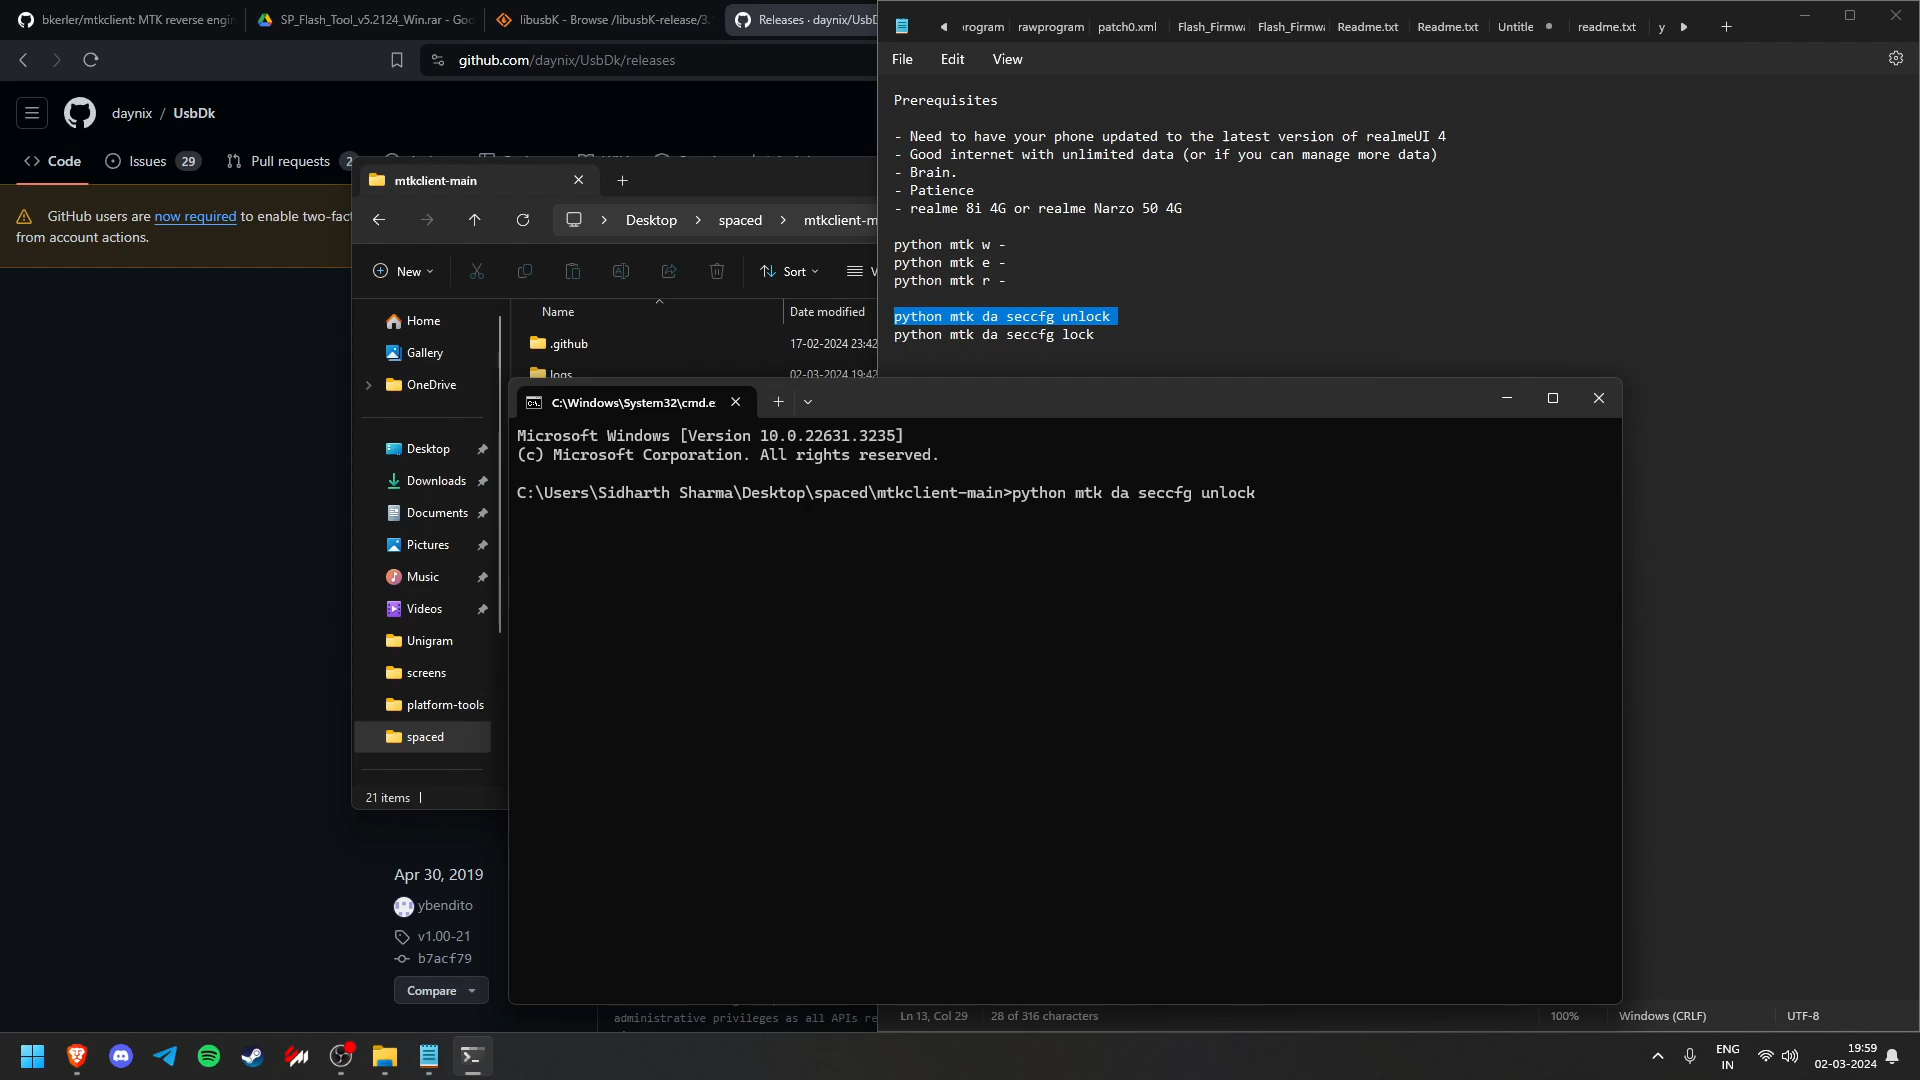 bkerler/mtkclient: MTK reverse engin
SP_Flash_Tool_v5.2124_Win.rar - Goo
libusbK - Browse /libusbK-release/3.
Releases · daynix/UsbD
github.com/daynix/UsbDk/releases
daynix / UsbDk
Code
Issues 29
Pull requests 2
GitHub users are now required to enable two-fact
from account actions.
Apr 30, 2019
ybendito
v1.00-21
b7acf79
Compare
administrative privileges as all APIs re
mtkclient-main
Desktop > spaced > mtkclient-m
New
Sort
V
Name
Date modified
.github
17-02-2024 23:42
logs
02-03-2024 19:42
Home
Gallery
OneDrive
Desktop
Downloads
Documents
Pictures
Music
Videos
Unigram
screens
platform-tools
spaced
21 items
rogram
rawprogram
patch0.xml
Flash_Firmw
Flash_Firmw
Readme.txt
Readme.txt
Untitle
readme.txt
y
File
Edit
View
Prerequisites
- Need to have your phone updated to the latest version of realmeUI 4
- Good internet with unlimited data (or if you can manage more data)
- Brain.
- Patience
- realme 8i 4G or realme Narzo 50 4G
python mtk w -
python mtk e -
python mtk r -
python mtk da seccfg unlock
python mtk da seccfg lock
Ln 13, Col 29
28 of 316 characters
100%
Windows (CRLF)
UTF-8
C:\Windows\System32\cmd.e
Microsoft Windows [Version 10.0.22631.3235]
(c) Microsoft Corporation. All rights reserved.
C:\Users\Sidharth Sharma\Desktop\spaced\mtkclient-main>python mtk da seccfg unlock
ENG
IN
19:59
02-03-2024